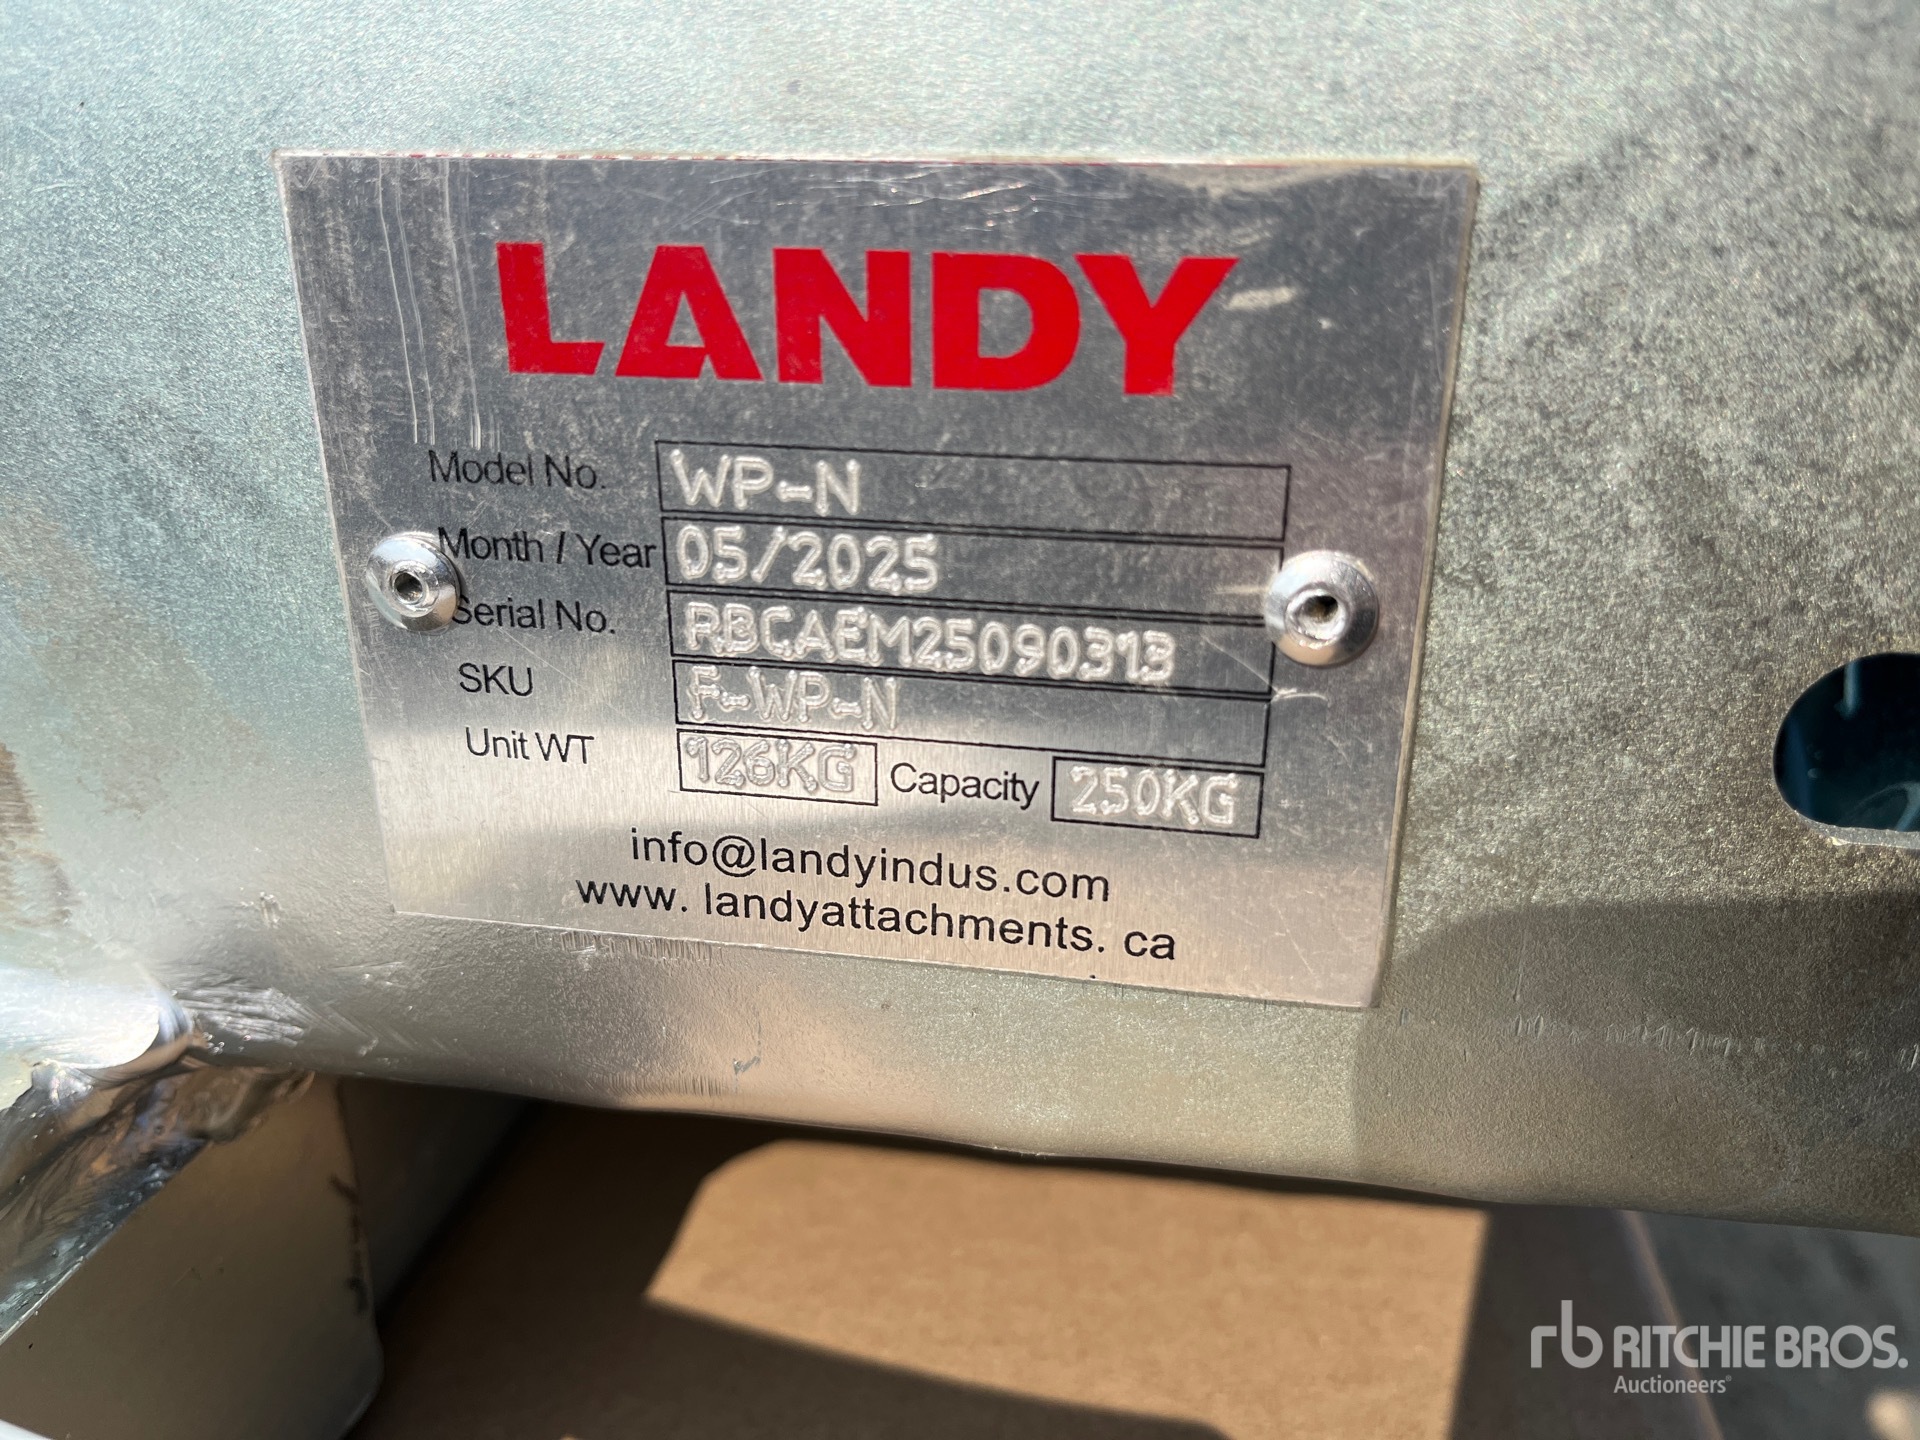 LANDY
Model No. WP-N
Month / Year 05/2025
Serial No. RBCAEM25090313
SKU F-WP-N
Unit WT 126KG Capacity 250KG
info@landyindus.com
www. landyattachments. ca
rb RITCHIE BROS.
Auctioneers®